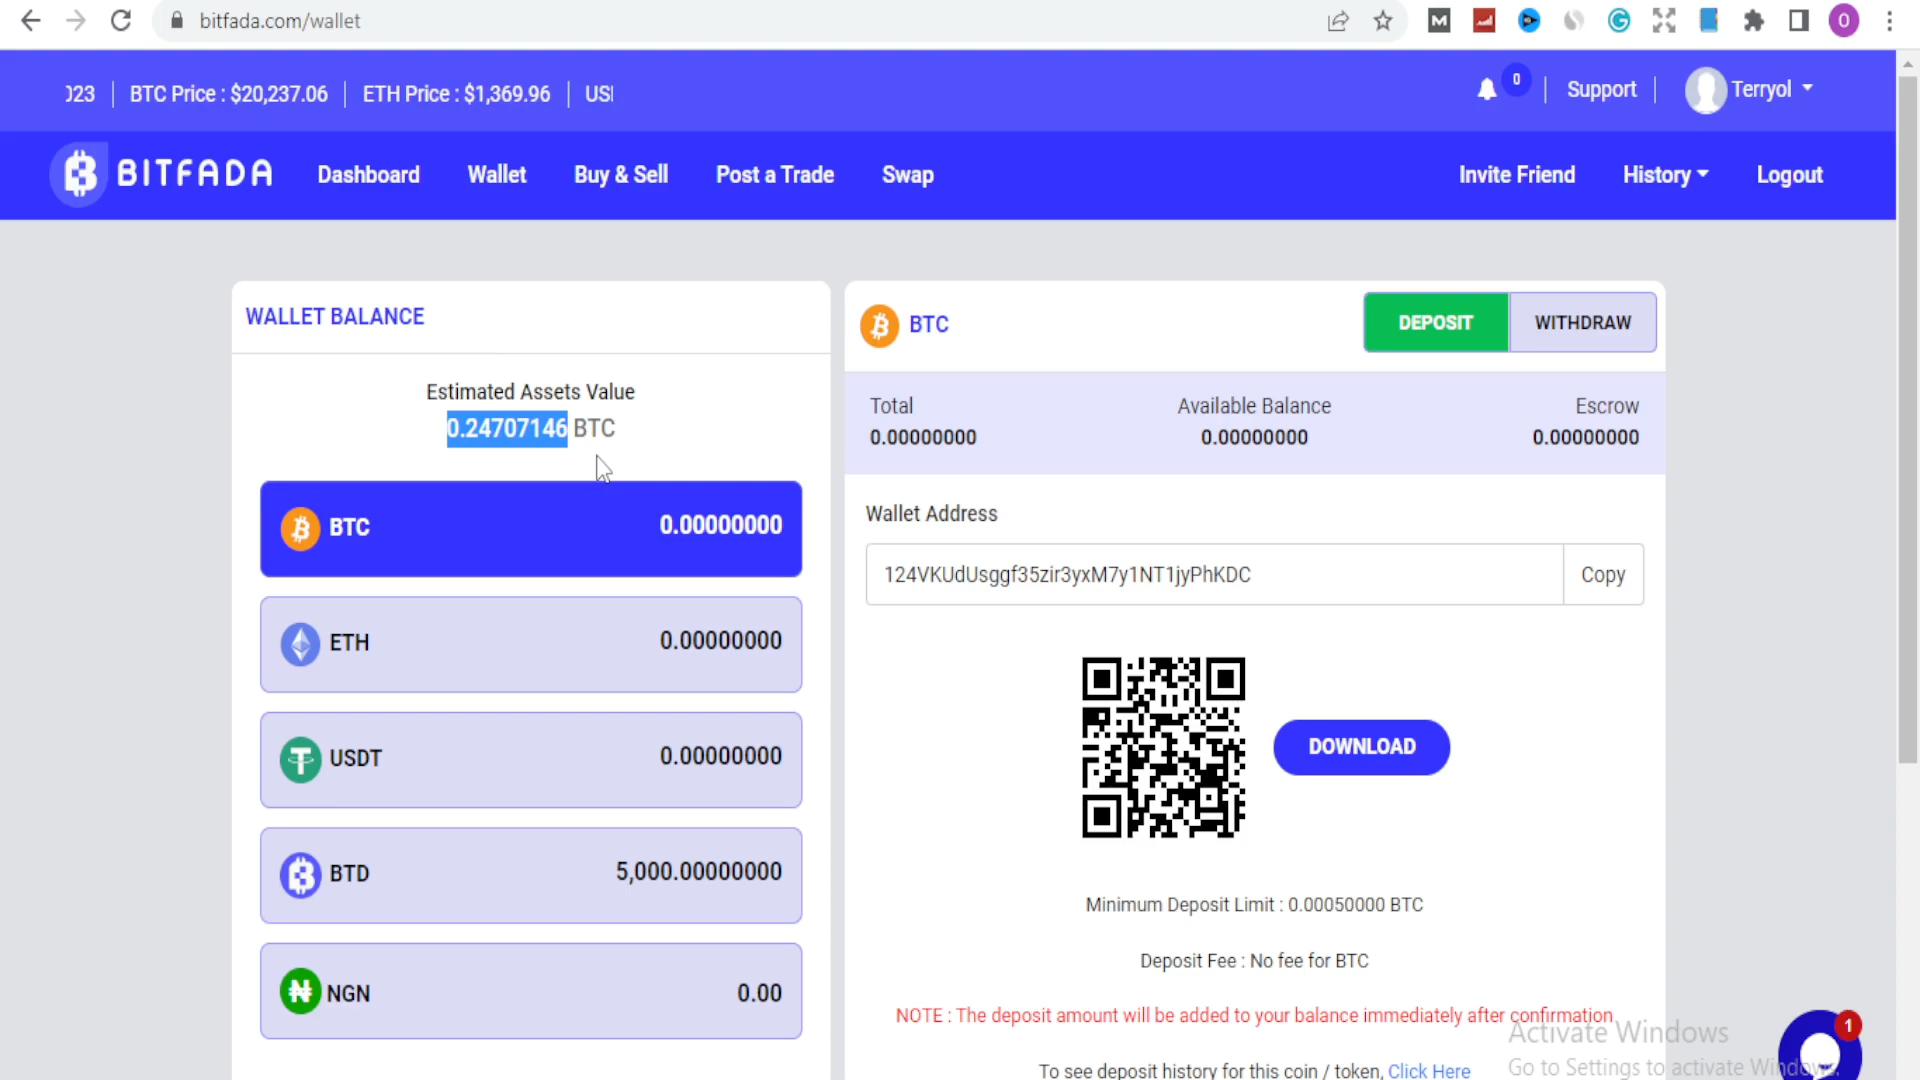 bitfada.com/wallet
023 | BTC Price : $20,237.06 | ETH Price : $1,369.96 |
0 | Support | Terryol
BITFADA Dashboard Wallet Buy & Sell Post a Trade Swap Invite Friend History Logout
WALLET BALANCE
Estimated Assets Value
0.24707146 BTC
BTC 0.00000000
ETH 0.00000000
USDT 0.00000000
BTD 5,000.00000000
NGN 0.00
BTC DEPOSIT WITHDRAW
Total Available Balance Escrow
0.00000000 0.00000000 0.00000000
Wallet Address
124VKUdUsggf35zir3yxM7y1NT1jyPhKDC Copy
DOWNLOAD
Minimum Deposit Limit : 0.00050000 BTC
Deposit Fee : No fee for BTC
NOTE : The deposit amount will be added to your balance immediately after confirmation
To see deposit history for this coin / token, Click Here
Activate Windows
Go to Settings to activate Windows.
1